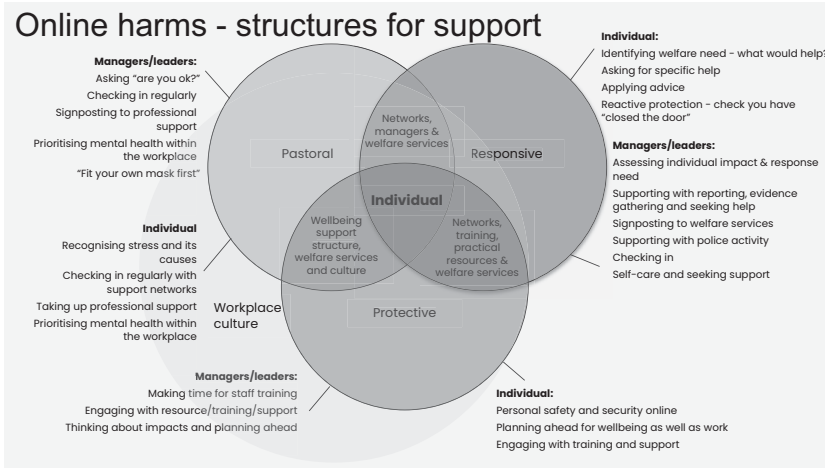 Online harms - structures for support
Managers/leaders:
Asking “are you ok?”
Checking in regularly
Signposting to professional
support
Prioritising mental health within
the workplace
“Fit your own mask first”
Individual
Recognising stress and its
causes
Checking in regularly with
support networks
Taking up professional support
Prioritising mental health within
the workplace
Managers/leaders:
Making time for staff training
Engaging with resource/training/support
Thinking about impacts and planning ahead
Workplace
culture
Pastoral
Networks,
managers &
welfare services
Responsive
Individual
Wellbeing
support
structure,
welfare services
and culture
Networks,
training,
practical
resources &
welfare services
Protective
Individual:
Identifying welfare need - what would help?
Asking for specific help
Applying advice
Reactive protection - check you have
“closed the door”
Managers/leaders:
Assessing individual impact & response
need
Supporting with reporting, evidence
gathering and seeking help
Signposting to welfare services
Supporting with police activity
Checking in
Self-care and seeking support
Individual:
Personal safety and security online
Planning ahead for wellbeing as well as work
Engaging with training and support